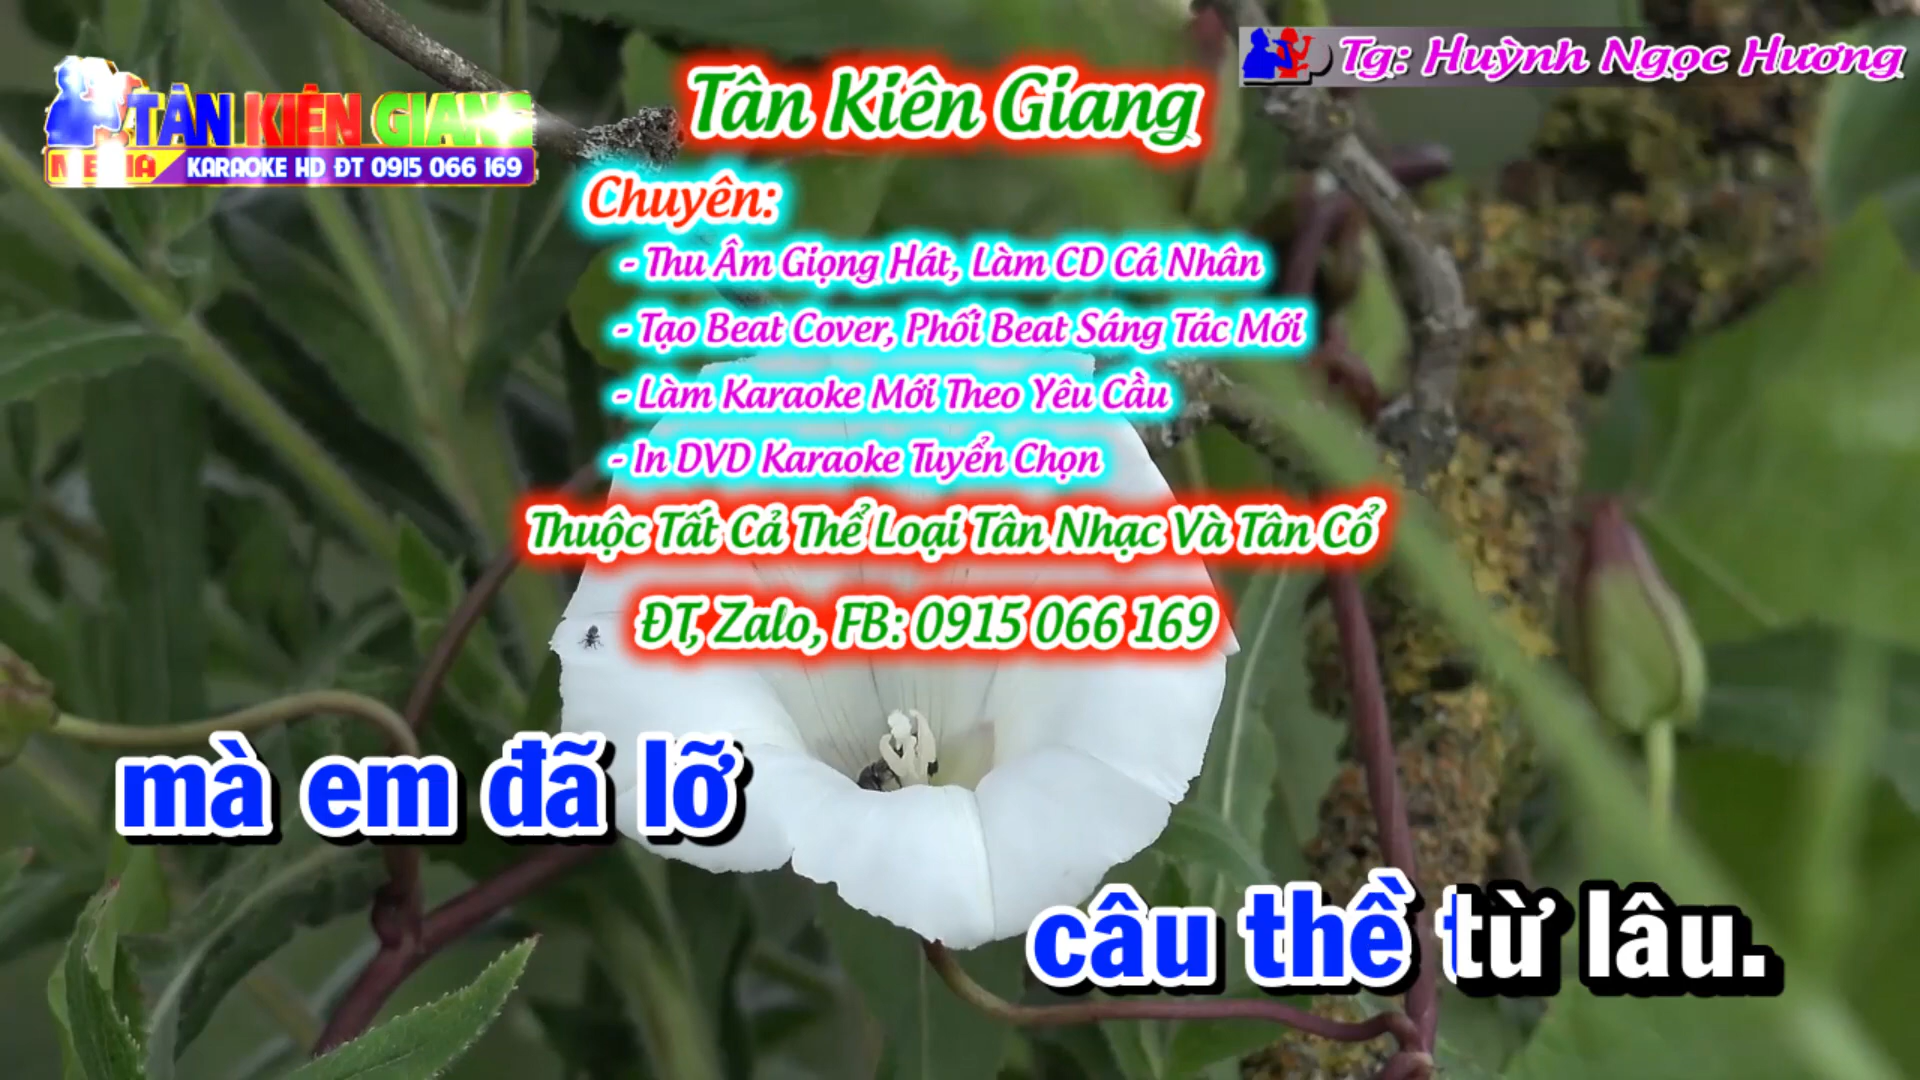 Tg: Huỳnh Ngọc Hương
TÂN KIÊN GIANG
MEDIA
KARAOKE HD ĐT 0915 066 169
Tân Kiên Giang
Chuyên:
- Thu Âm Giọng Hát, Làm CD Cá Nhân
- Tạo Beat Cover, Phối Beat Sáng Tác Mới
- Làm Karaoke Mới Theo Yêu Cầu
- In DVD Karaoke Tuyển Chọn
Thuộc Tất Cả Thể Loại Tân Nhạc Và Tân Cổ
ĐT, Zalo, FB: 0915 066 169
mà em đã lỡ
câu thề từ lâu.